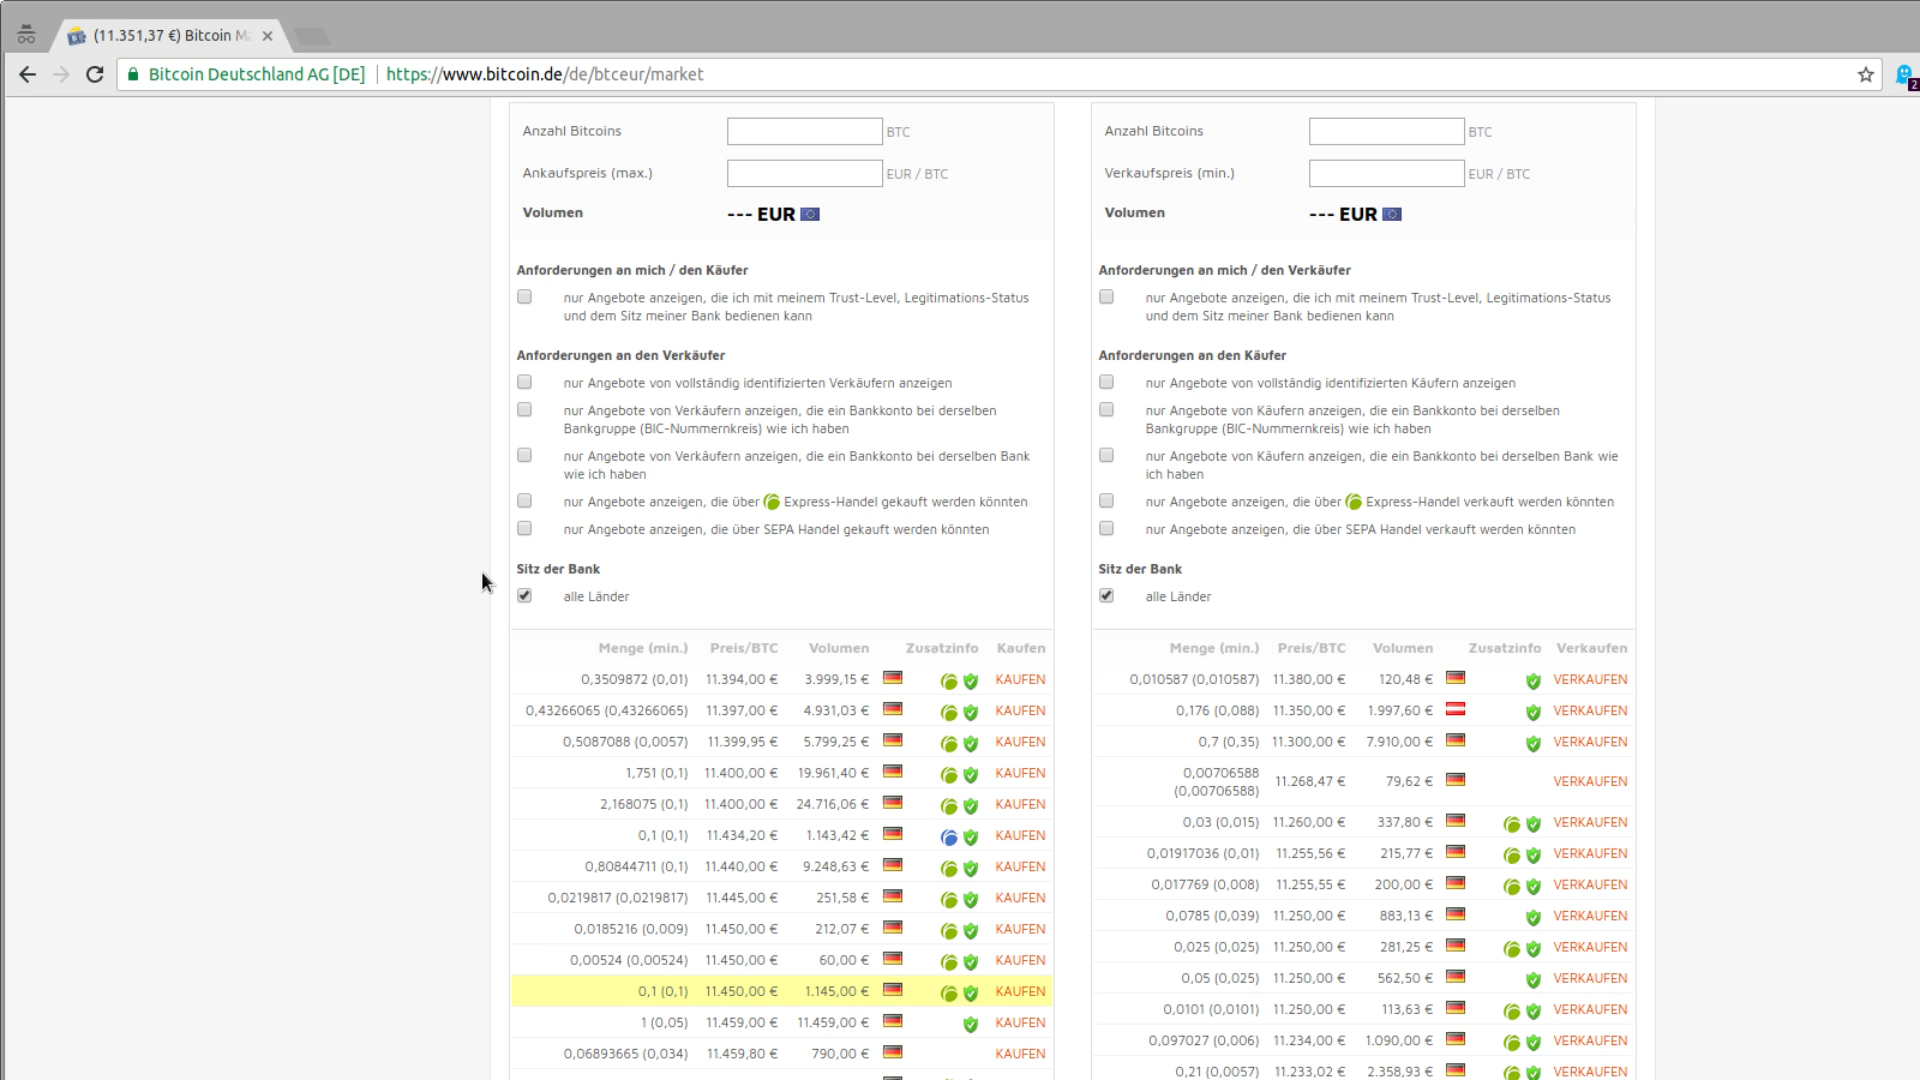 (11.351,37 €) Bitcoin M
Bitcoin Deutschland AG [DE] https://www.bitcoin.de/de/btceur/market
2
Anzahl Bitcoins BTC
Ankaufspreis (max.) EUR / BTC
Volumen --- EUR
Anforderungen an mich / den Käufer
nur Angebote anzeigen, die ich mit meinem Trust-Level, Legitimations-Status
und dem Sitz meiner Bank bedienen kann
Anforderungen an den Verkäufer
nur Angebote von vollständig identifizierten Verkäufern anzeigen
nur Angebote von Verkäufern anzeigen, die ein Bankkonto bei derselben
Bankgruppe (BIC-Nummernkreis) wie ich haben
nur Angebote von Verkäufern anzeigen, die ein Bankkonto bei derselben Bank
wie ich haben
nur Angebote anzeigen, die über Express-Handel gekauft werden könnten
nur Angebote anzeigen, die über SEPA Handel gekauft werden könnten
Sitz der Bank
alle Länder
Menge (min.) Preis/BTC Volumen Zusatzinfo Kaufen
0,3509872 (0,01) 11.394,00 € 3.999,15 € KAUFEN
0,43266065 (0,43266065) 11.397,00 € 4.931,03 € KAUFEN
0,5087088 (0,0057) 11.399,95 € 5.799,25 € KAUFEN
1,751 (0,1) 11.400,00 € 19.961,40 € KAUFEN
2,168075 (0,1) 11.400,00 € 24.716,06 € KAUFEN
0,1 (0,1) 11.434,20 € 1.143,42 € KAUFEN
0,80844711 (0,1) 11.440,00 € 9.248,63 € KAUFEN
0,0219817 (0,0219817) 11.445,00 € 251,58 € KAUFEN
0,0185216 (0,009) 11.450,00 € 212,07 € KAUFEN
0,00524 (0,00524) 11.450,00 € 60,00 € KAUFEN
0,1 (0,1) 11.450,00 € 1.145,00 € KAUFEN
1 (0,05) 11.459,00 € 11.459,00 € KAUFEN
0,06893665 (0,034) 11.459,80 € 790,00 € KAUFEN
Anzahl Bitcoins BTC
Verkaufspreis (min.) EUR / BTC
Volumen --- EUR
Anforderungen an mich / den Verkäufer
nur Angebote anzeigen, die ich mit meinem Trust-Level, Legitimations-Status
und dem Sitz meiner Bank bedienen kann
Anforderungen an den Käufer
nur Angebote von vollständig identifizierten Käufern anzeigen
nur Angebote von Käufern anzeigen, die ein Bankkonto bei derselben
Bankgruppe (BIC-Nummernkreis) wie ich haben
nur Angebote von Käufern anzeigen, die ein Bankkonto bei derselben Bank wie
ich haben
nur Angebote anzeigen, die über Express-Handel verkauft werden könnten
nur Angebote anzeigen, die über SEPA Handel verkauft werden könnten
Sitz der Bank
alle Länder
Menge (min.) Preis/BTC Volumen Zusatzinfo Verkaufen
0,010587 (0,010587) 11.380,00 € 120,48 € VERKAUFEN
0,176 (0,088) 11.350,00 € 1.997,60 € VERKAUFEN
0,7 (0,35) 11.300,00 € 7.910,00 € VERKAUFEN
0,00706588
(0,00706588) 11.268,47 € 79,62 € VERKAUFEN
0,03 (0,015) 11.260,00 € 337,80 € VERKAUFEN
0,01917036 (0,01) 11.255,56 € 215,77 € VERKAUFEN
0,017769 (0,008) 11.255,55 € 200,00 € VERKAUFEN
0,0785 (0,039) 11.250,00 € 883,13 € VERKAUFEN
0,025 (0,025) 11.250,00 € 281,25 € VERKAUFEN
0,05 (0,025) 11.250,00 € 562,50 € VERKAUFEN
0,0101 (0,0101) 11.250,00 € 113,63 € VERKAUFEN
0,097027 (0,006) 11.234,00 € 1.090,00 € VERKAUFEN
0,21 (0,0057) 11.233,02 € 2.358,93 € VERKAUFEN